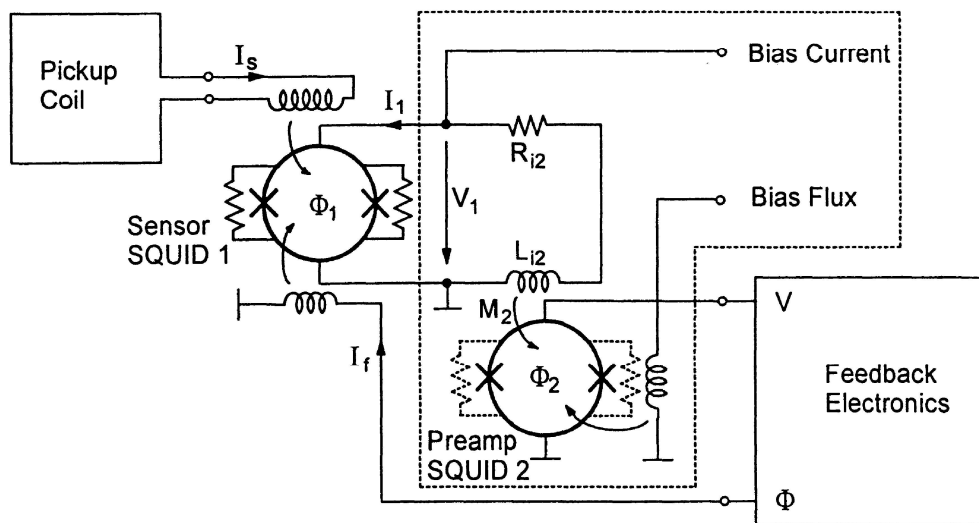 Pickup
Coil
I_s
I_1
Bias Current
R_i2
Φ_1
V_1
Bias Flux
Sensor
SQUID 1
L_i2
M_2
V
I_f
Φ_2
Feedback
Electronics
Preamp
SQUID 2
Φ